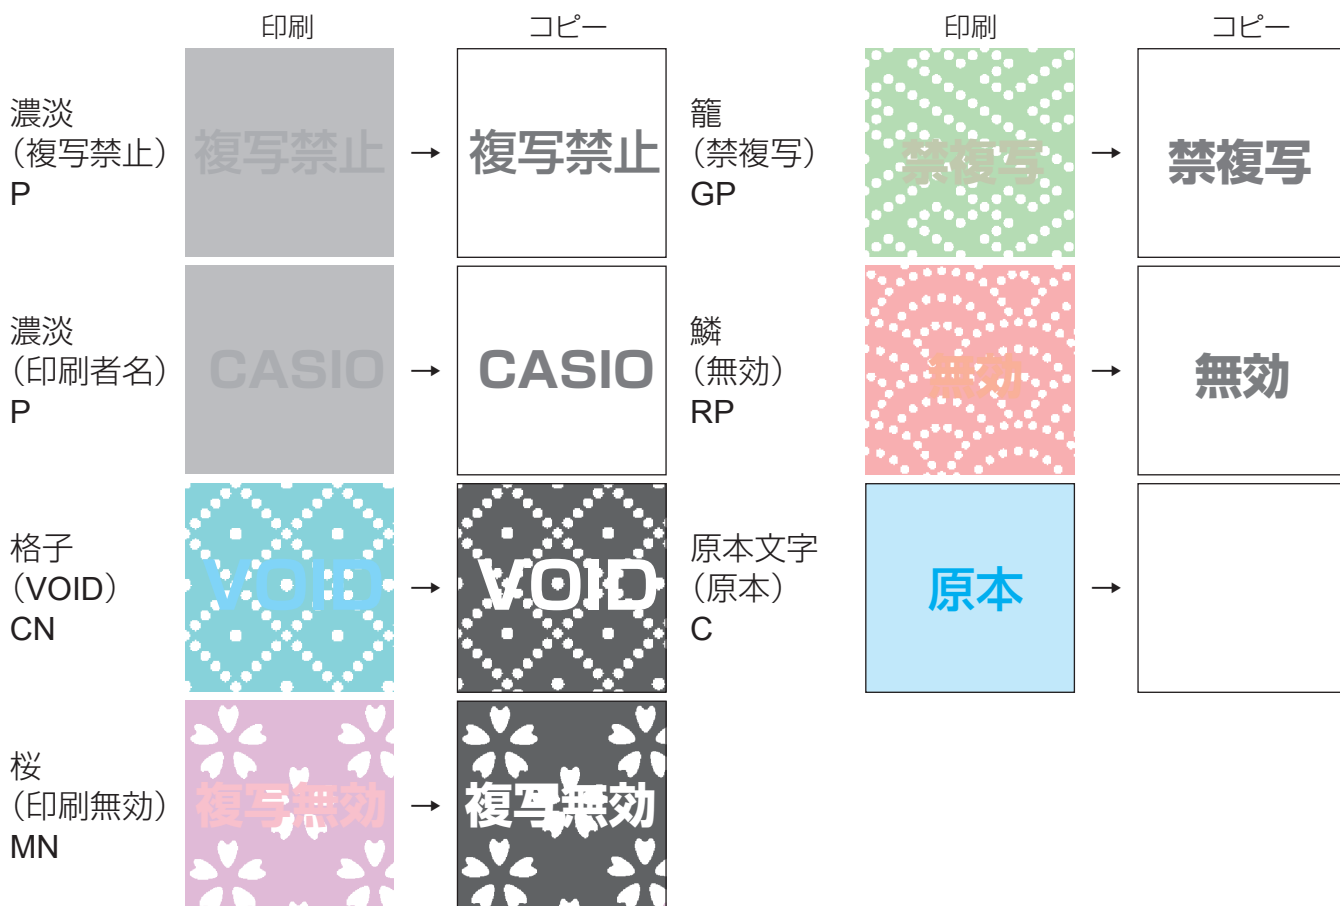 印刷
コピー
濃淡
（複写禁止）
P
複写禁止
→
複写禁止
濃淡
（印刷者名）
P
CASIO
→
CASIO
格子
（VOID）
CN
VOID
→
VOID
桜
（印刷無効）
MN
複写無効
→
複写無効
印刷
コピー
籠
（禁複写）
GP
禁複写
→
禁複写
鱗
（無効）
RP
無効
→
無効
原本文字
（原本）
C
原本
→